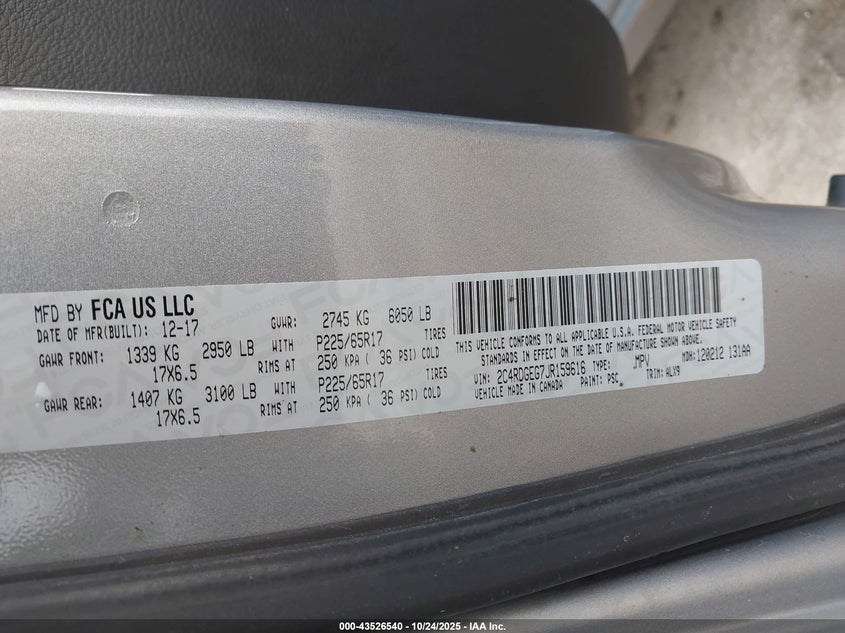 MFD BY FCA US LLC
DATE OF MFR(BUILT): 12-17 GVWR: 2745 KG 6050 LB
GAWR FRONT: 1339 KG 2950 LB WITH P225/65R17 TIRES
17X6.5 RIMS AT 250 KPA ( 36 PSI) COLD
GAWR REAR: 1407 KG 3100 LB WITH P225/65R17 TIRES
17X6.5 RIMS AT 250 KPA ( 36 PSI) COLD
THIS VEHICLE CONFORMS TO ALL APPLICABLE U.S.A. FEDERAL MOTOR VEHICLE SAFETY
STANDARDS IN EFFECT ON THE DATE OF MANUFACTURE SHOWN ABOVE.
VIN: 2C4RDGEG7JR159616 TYPE: MPV MDH:120212 131AA
VEHICLE MADE IN CANADA PAINT: PSC TRIM: ALX9
000-43526540 - 10/24/2025 - IAA Inc.